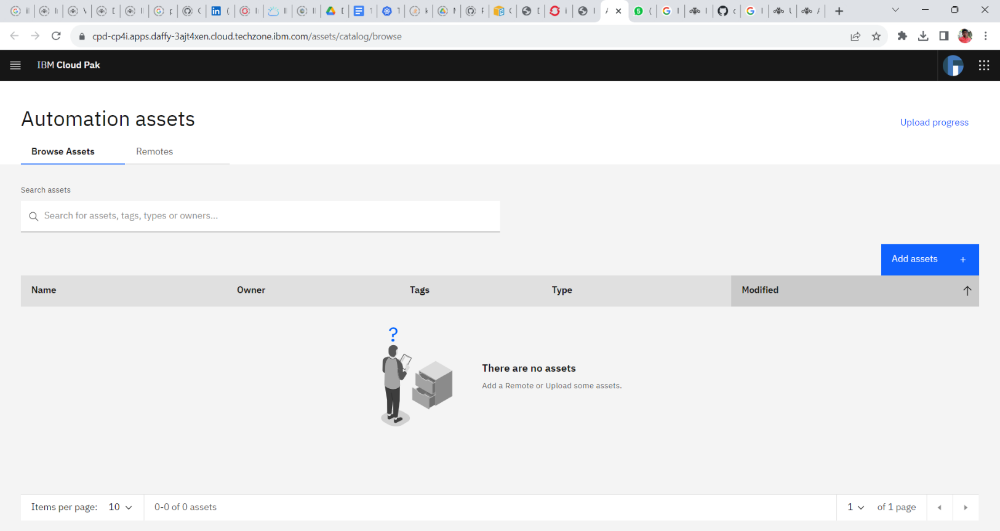 cpd-cp4i.apps.daffy-3ajt4xen.cloud.techzone.ibm.com/assets/catalog/browse
IBM Cloud Pak
Automation assets
Upload progress
Browse Assets
Remotes
Search assets
Search for assets, tags, types or owners...
Add assets +
Name Owner Tags Type Modified
?
There are no assets
Add a Remote or Upload some assets.
Items per page: 10 0-0 of 0 assets 1 of 1 page